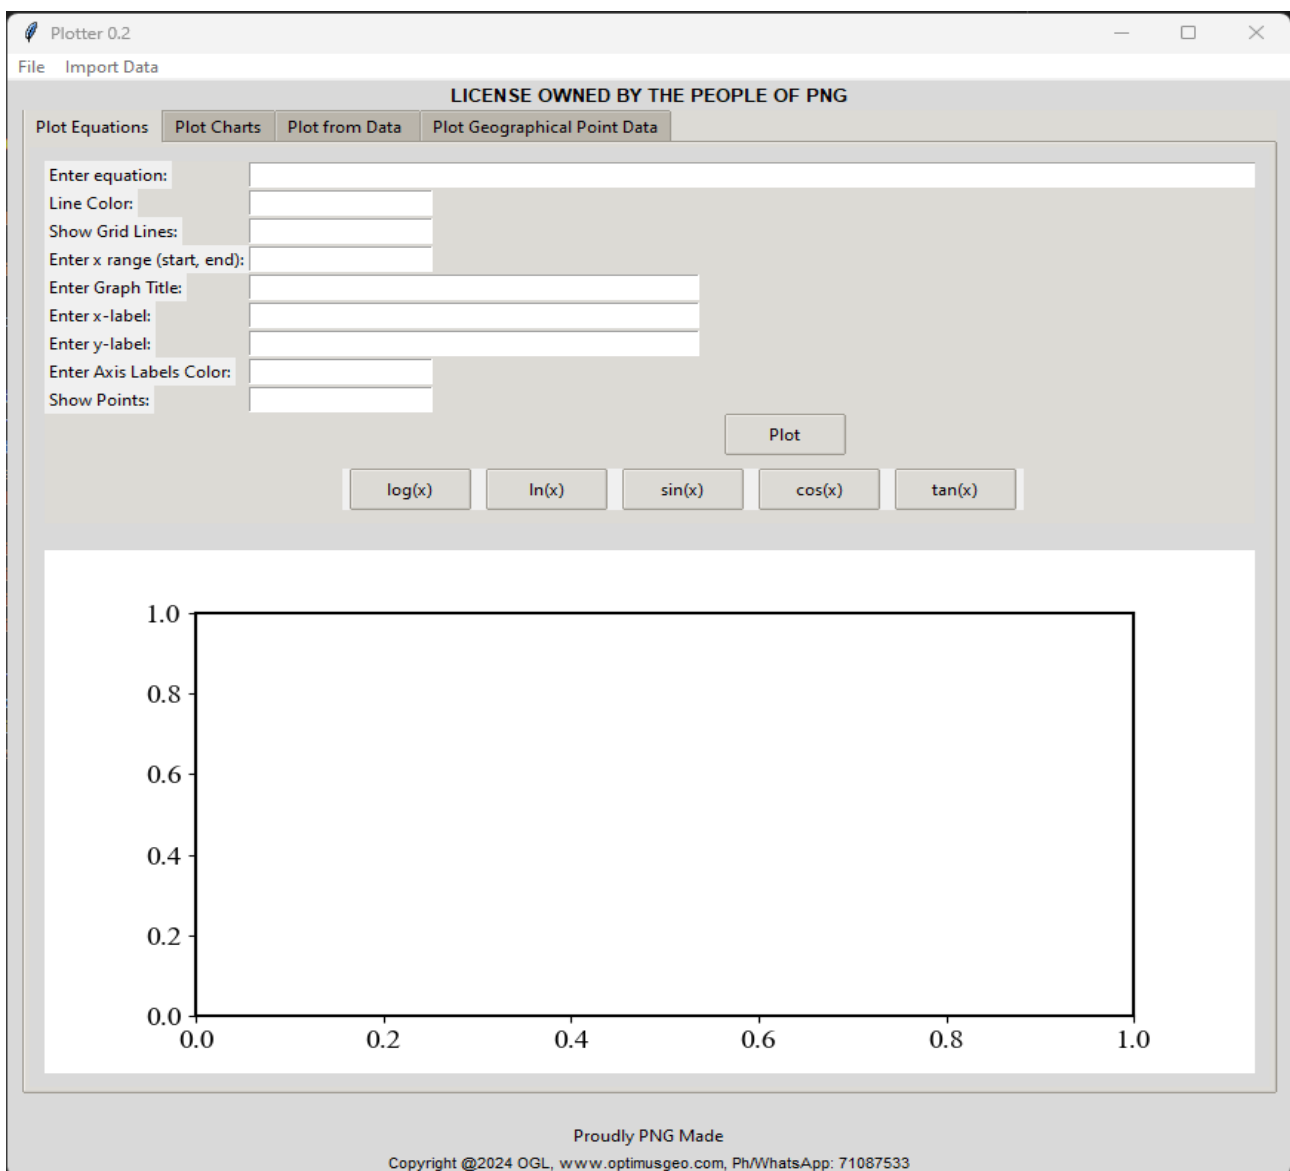 Plotter 0.2
File Import Data
LICENSE OWNED BY THE PEOPLE OF PNG
Plot Equations Plot Charts Plot from Data Plot Geographical Point Data
Enter equation:
Line Color:
Show Grid Lines:
Enter x range (start, end):
Enter Graph Title:
Enter x-label:
Enter y-label:
Enter Axis Labels Color:
Show Points:
Plot
log(x) ln(x) sin(x) cos(x) tan(x)
1.0
0.8
0.6
0.4
0.2
0.0
0.0 0.2 0.4 0.6 0.8 1.0
Proudly PNG Made
Copyright @2024 OGL, www.optimusgeo.com, Ph/WhatsApp: 71087533